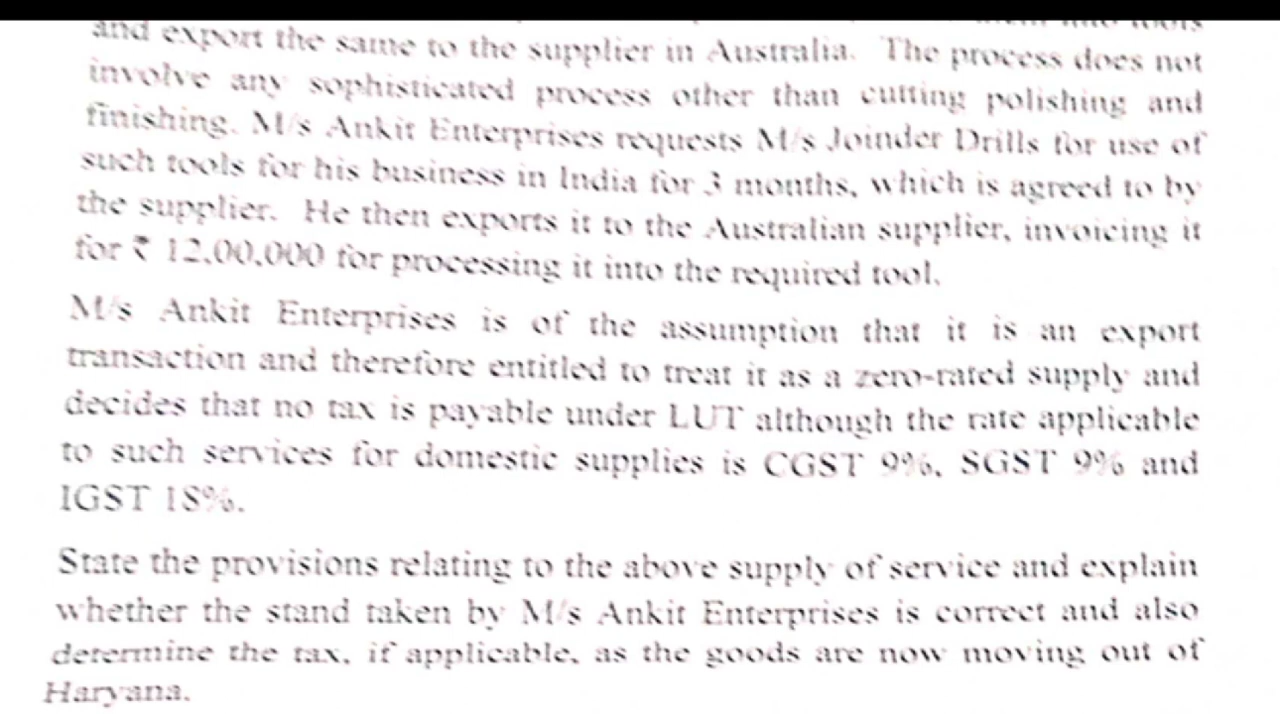 and export the same to the supplier in Australia. The process does not
involve any sophisticated process other than cutting polishing and
finishing. M/s Ankit Enterprises requests M/s Joinder Drills for use of
such tools for his business in India for 3 months, which is agreed to by
the supplier. He then exports it to the Australian supplier, invoicing it
for ₹ 12,00,000 for processing it into the required tool.
M/s Ankit Enterprises is of the assumption that it is an export
transaction and therefore entitled to treat it as a zero-rated supply and
decides that no tax is payable under LUT although the rate applicable
to such services for domestic supplies is CGST 9%, SGST 9% and
IGST 18%.
State the provisions relating to the above supply of service and explain
whether the stand taken by M/s Ankit Enterprises is correct and also
determine the tax, if applicable, as the goods are now moving out of
Haryana.